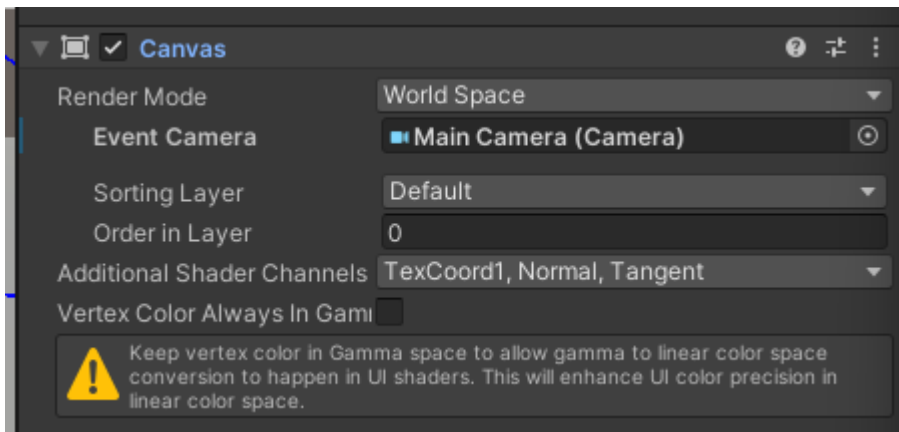 Canvas
Render Mode World Space
Event Camera Main Camera (Camera)
Sorting Layer Default
Order in Layer 0
Additional Shader Channels TexCoord1, Normal, Tangent
Vertex Color Always In Gam
Keep vertex color in Gamma space to allow gamma to linear color space
conversion to happen in UI shaders. This will enhance UI color precision in
linear color space.